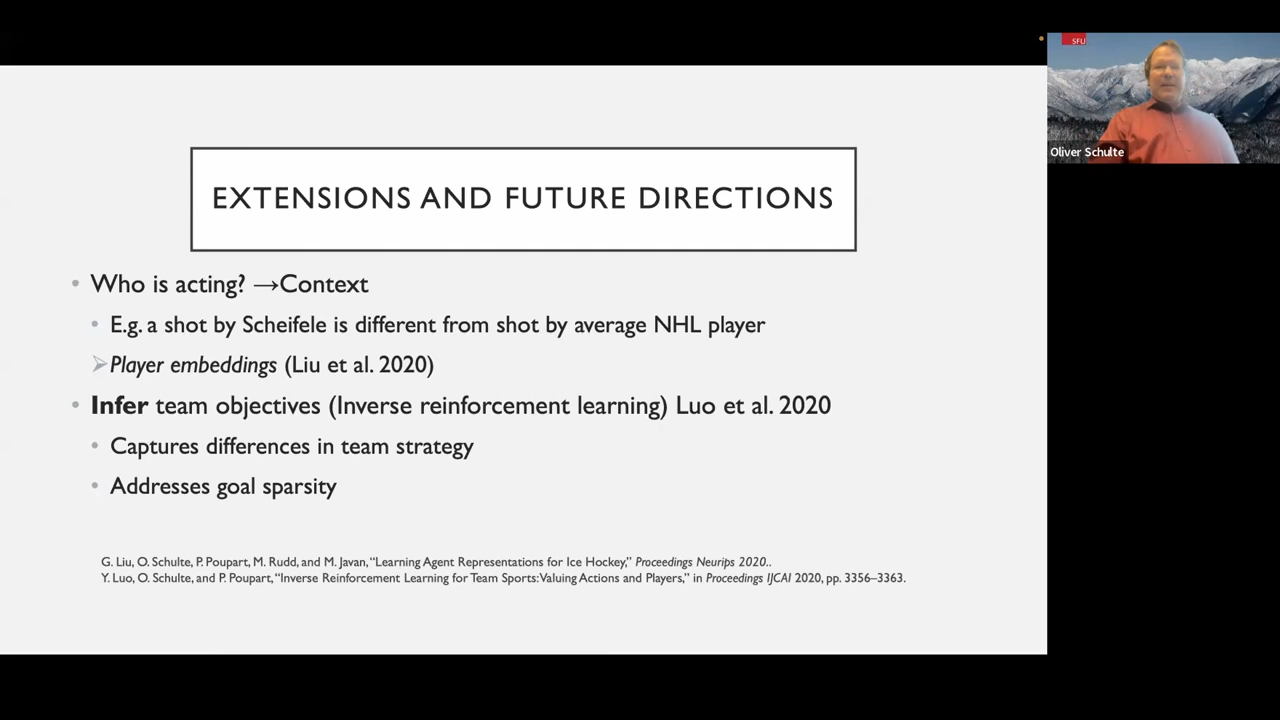 SFU
Oliver Schulte
EXTENSIONS AND FUTURE DIRECTIONS
• Who is acting? →Context
• E.g. a shot by Scheifele is different from shot by average NHL player
➢Player embeddings (Liu et al. 2020)
• Infer team objectives (Inverse reinforcement learning) Luo et al. 2020
• Captures differences in team strategy
• Addresses goal sparsity
G. Liu, O. Schulte, P. Poupart, M. Rudd, and M. Javan, “Learning Agent Representations for Ice Hockey,” Proceedings Neurips 2020..
Y. Luo, O. Schulte, and P. Poupart, “Inverse Reinforcement Learning for Team Sports: Valuing Actions and Players,” in Proceedings IJCAI 2020, pp. 3356–3363.